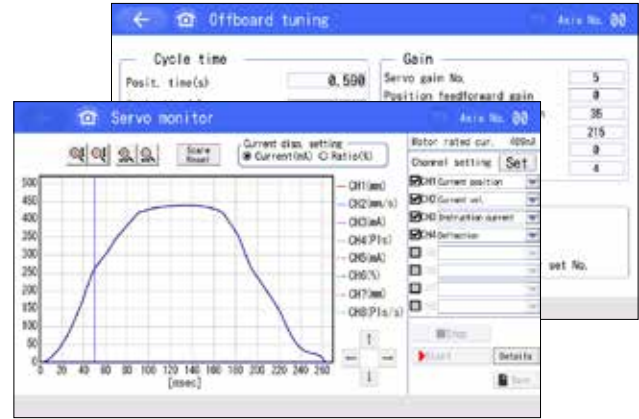 Offboard tuning
Axis No. 00
Cycle time
Gain
Posit. time(s)
0.590
Servo gain No.
5
Position feedforward gain
0
35
215
0
4
set No.
Servo monitor
Axis No. 00
Scale Reset
Current disp. setting
Current(mA) Ratio(%)
Motor rated cur.
Channel setting
Set
CH1 Current position
CH2 Current vel.
CH3 Instruction current
CH4 Deflection
500
450
400
350
300
250
200
150
100
50
0
0 20 40 60 80 100 120 140 160 180 200 220 240 260
[msec]
CH1(mm)
CH2(mm/s)
CH3(mA)
CH4(Pls)
CH5(mA)
CH6(%)
CH7(mm)
CH8(Pls/s)
Stop
Start
Details
Save